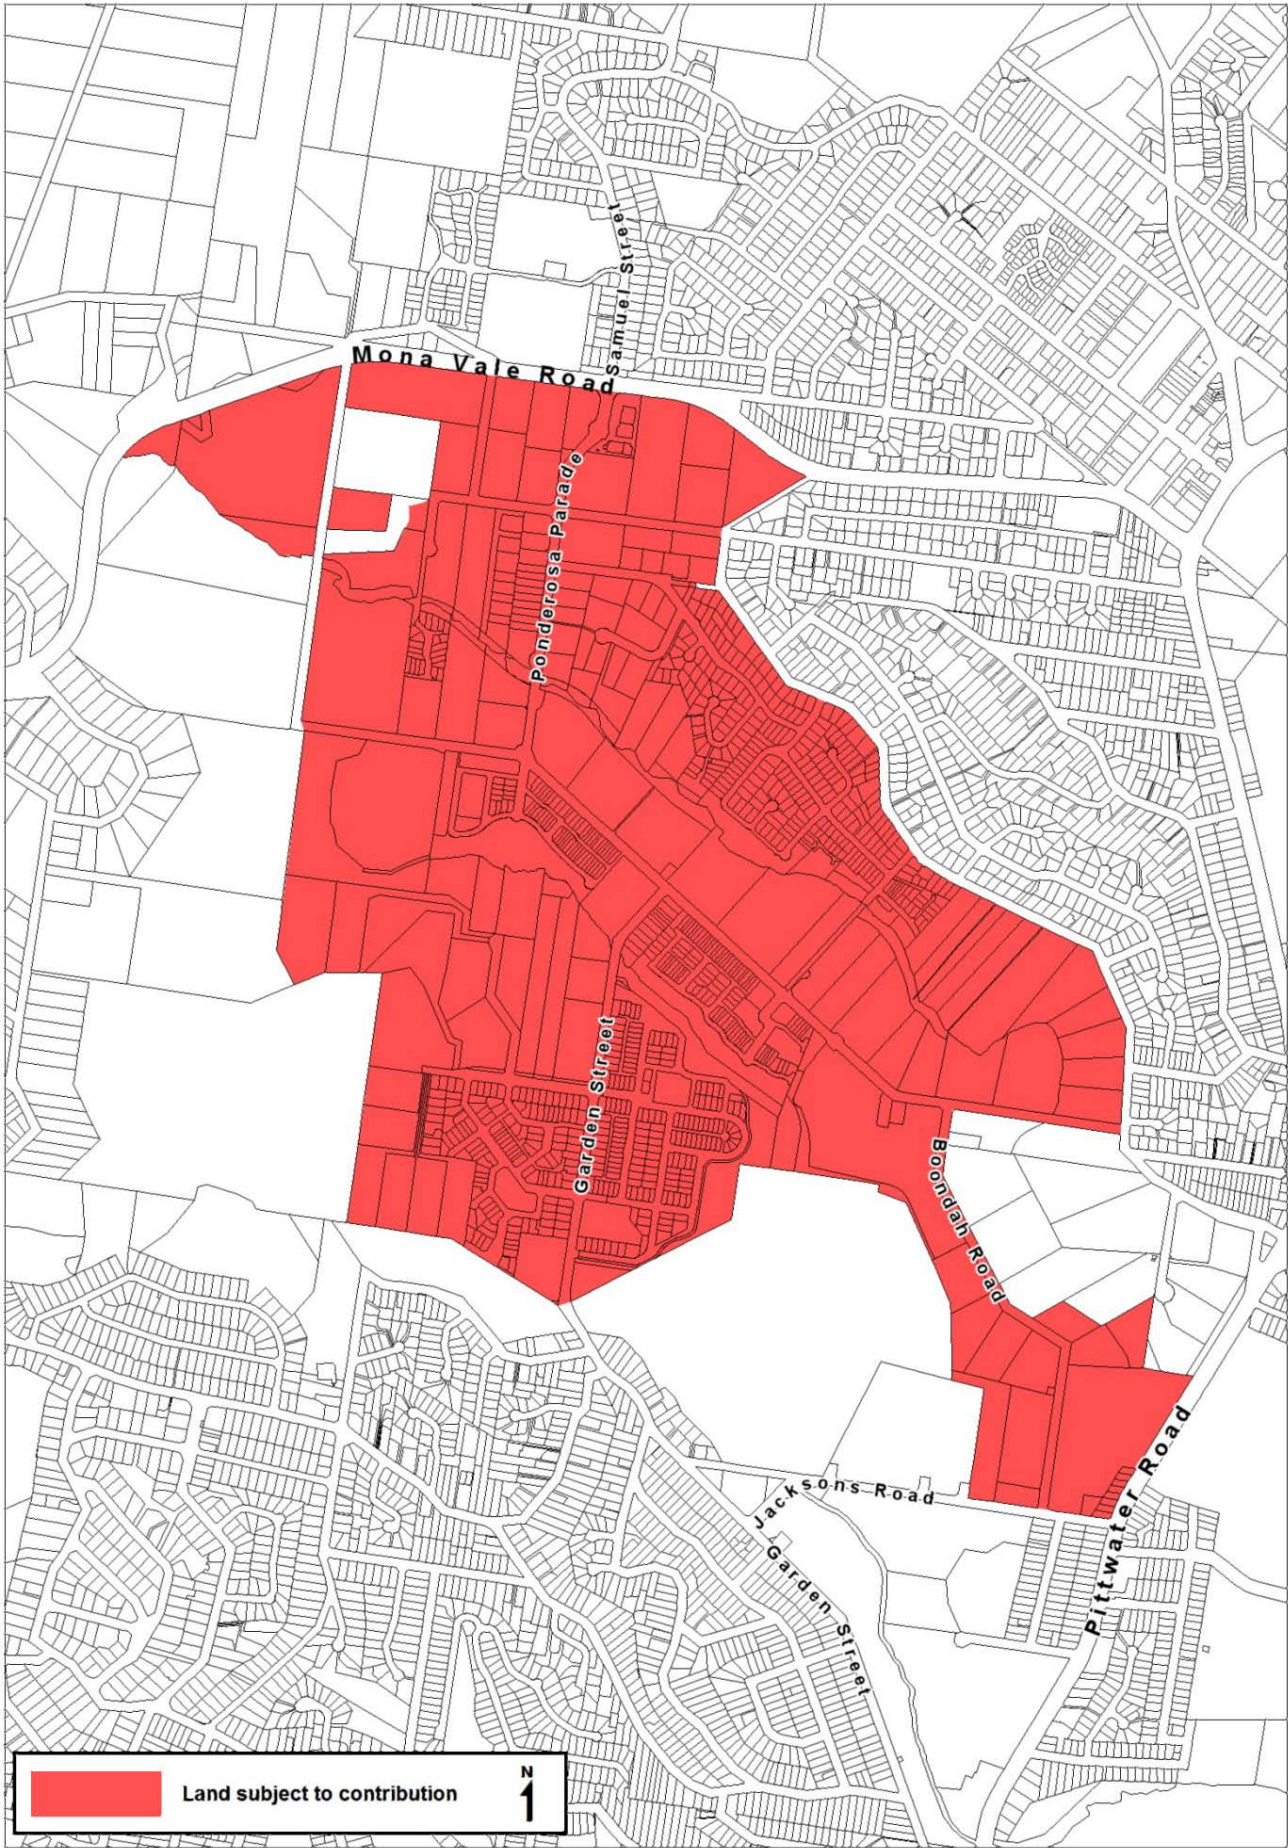 Samuel Street
Mona Vale Road
Ponderosa Parade
Garden Street
Boondah Road
Jacksons Road
Pittwater Road
Garden Street
Land subject to contribution
N